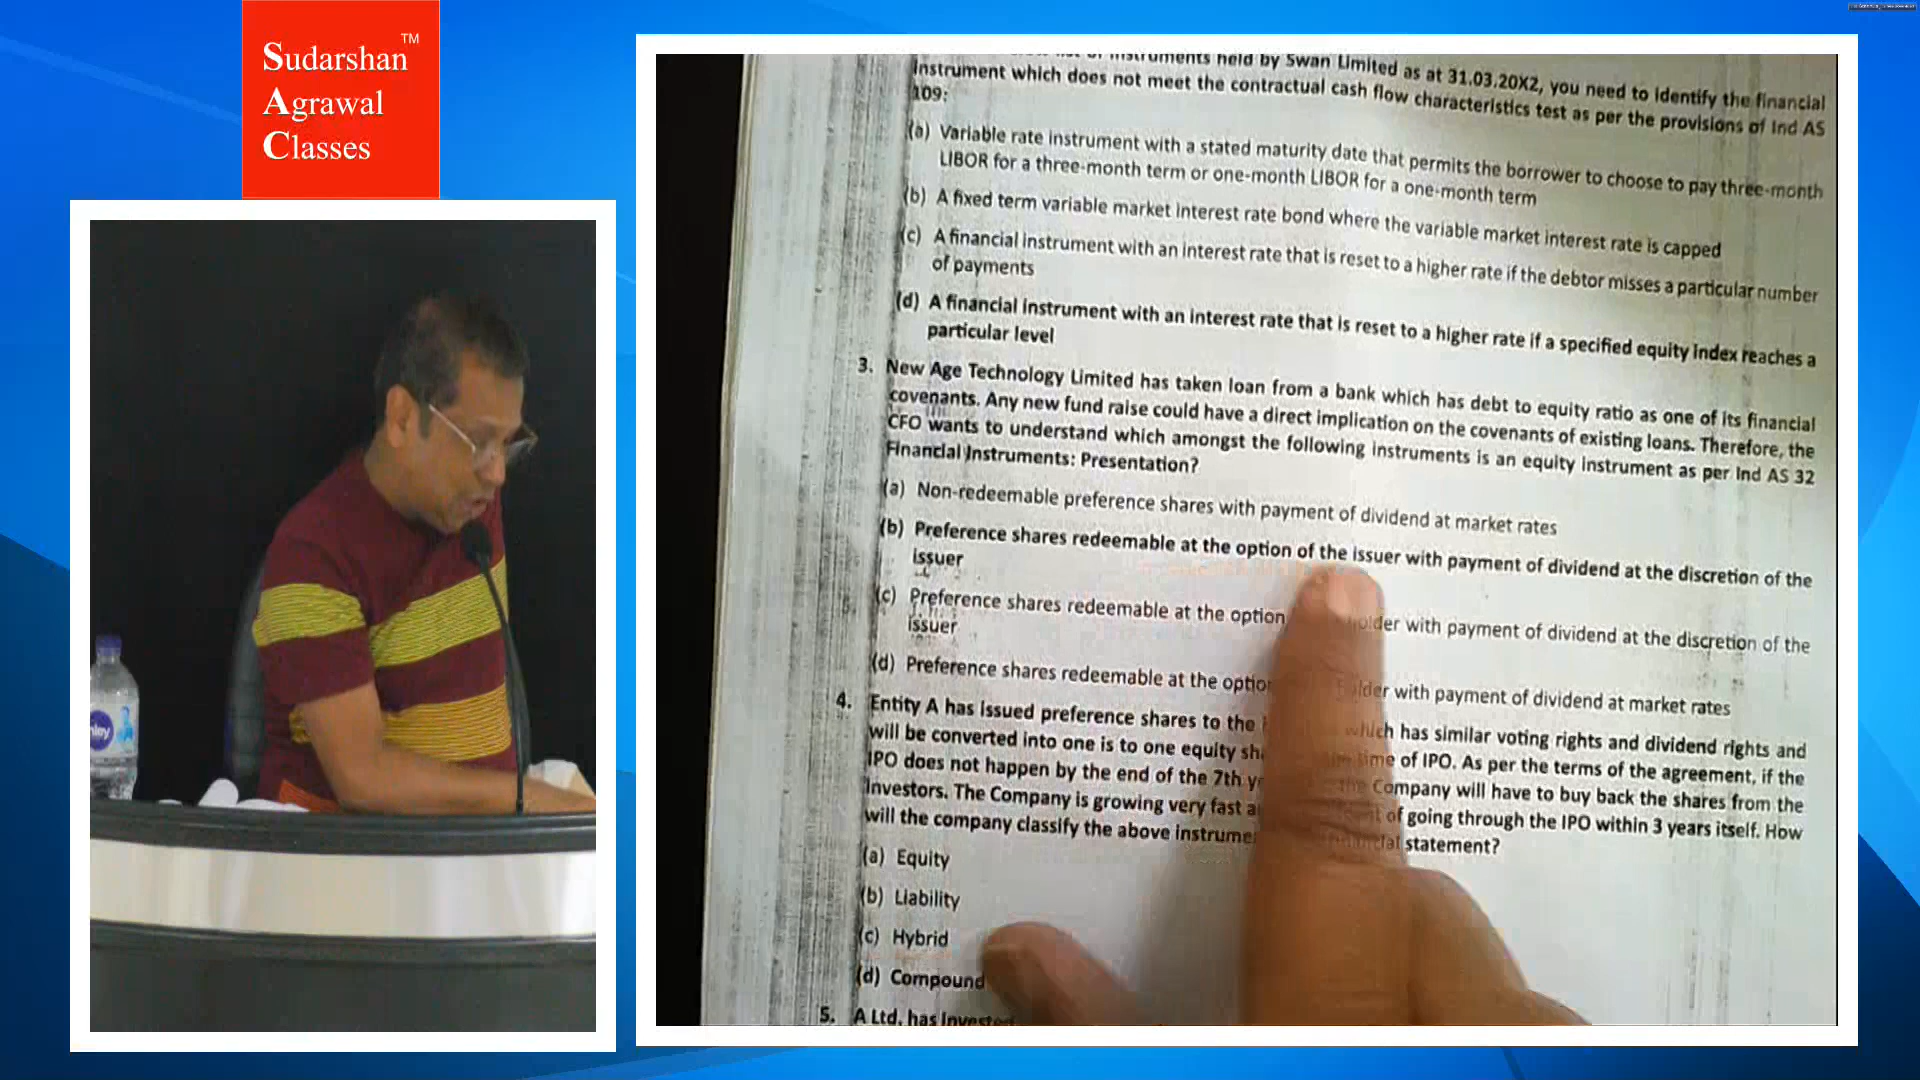 Sudarshan TM
Agrawal
Classes
instruments held by Swan Limited as at 31.03.20X2, you need to identify the financial
instrument which does not meet the contractual cash flow characteristics test as per the provisions of Ind AS
109:
(a) Variable rate instrument with a stated maturity date that permits the borrower to choose to pay three-month
LIBOR for a three-month term or one-month LIBOR for a one-month term
(b) A fixed term variable market interest rate bond where the variable market interest rate is capped
(c) A financial instrument with an interest rate that is reset to a higher rate if the debtor misses a particular number
of payments
(d) A financial instrument with an interest rate that is reset to a higher rate if a specified equity index reaches a
particular level
3. New Age Technology Limited has taken loan from a bank which has debt to equity ratio as one of its financial
covenants. Any new fund raise could have a direct implication on the covenants of existing loans. Therefore, the
CFO wants to understand which amongst the following instruments is an equity instrument as per Ind AS 32
Financial Instruments: Presentation?
(a) Non-redeemable preference shares with payment of dividend at market rates
(b) Preference shares redeemable at the option of the issuer with payment of dividend at the discretion of the
issuer
(c) Preference shares redeemable at the option holder with payment of dividend at the discretion of the
issuer
(d) Preference shares redeemable at the option holder with payment of dividend at market rates
4. Entity A has issued preference shares to the which has similar voting rights and dividend rights and
will be converted into one is to one equity time of IPO. As per the terms of the agreement, if the
IPO does not happen by the end of the 7th the Company will have to buy back the shares from the
investors. The Company is growing very fast of going through the IPO within 3 years itself. How
will the company classify the above statement?
(a) Equity
(b) Liability
(c) Hybrid
(d) Compound
5. A Ltd. has